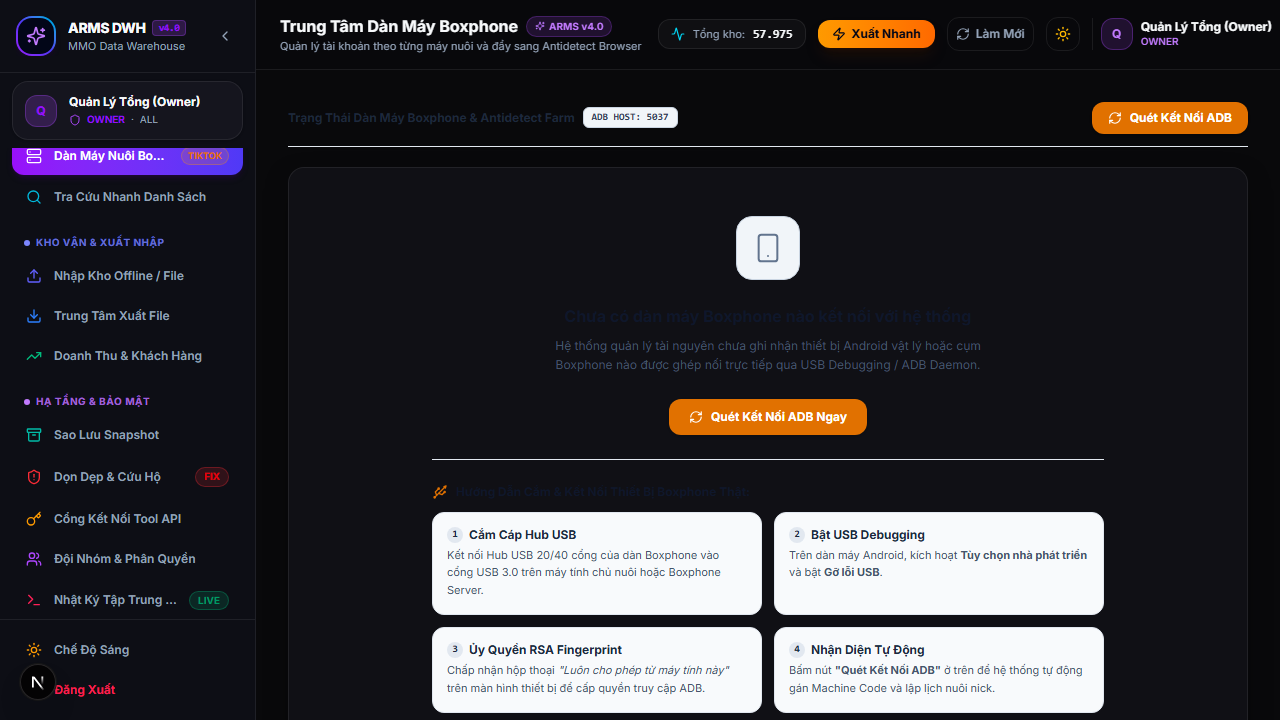 ARMS DWH v4.0
MMO Data Warehouse
Q
Quản Lý Tổng (Owner)
OWNER · ALL
Dàn Máy Nuôi Bo... TIKTOK
Tra Cứu Nhanh Danh Sách
KHO VẬN & XUẤT NHẬP
Nhập Kho Offline / File
Trung Tâm Xuất File
Doanh Thu & Khách Hàng
HẠ TẦNG & BẢO MẬT
Sao Lưu Snapshot
Dọn Dẹp & Cứu Hộ FIX
Cổng Kết Nối Tool API
Đội Nhóm & Phân Quyền
Nhật Ký Tập Trung ... LIVE
Chế Độ Sáng
N
Đăng Xuất
Trung Tâm Dàn Máy Boxphone ARMS v4.0
Quản lý tài khoản theo từng máy nuôi và đẩy sang Antidetect Browser
Tổng kho: 57.975
Xuất Nhanh
Làm Mới
Q
Quản Lý Tổng (Owner)
OWNER
Trạng Thái Dàn Máy Boxphone & Antidetect Farm ADB HOST: 5037
Quét Kết Nối ADB
Chưa có dàn máy Boxphone nào kết nối với hệ thống
Hệ thống quản lý tài nguyên chưa ghi nhận thiết bị Android vật lý hoặc cụm
Boxphone nào được ghép nối trực tiếp qua USB Debugging / ADB Daemon.
Quét Kết Nối ADB Ngay
Hướng Dẫn Cắm & Kết Nối Thiết Bị Boxphone Thật:
1 Cắm Cáp Hub USB
Kết nối Hub USB 20/40 cổng của dàn Boxphone vào
cổng USB 3.0 trên máy tính chủ nuôi hoặc Boxphone
Server.
2 Bật USB Debugging
Trên dàn máy Android, kích hoạt Tùy chọn nhà phát triển
và bật Gỡ lỗi USB.
3 Ủy Quyền RSA Fingerprint
Chấp nhận hộp thoại "Luôn cho phép từ máy tính này"
trên màn hình thiết bị để cấp quyền truy cập ADB.
4 Nhận Diện Tự Động
Bấm nút "Quét Kết Nối ADB" ở trên để hệ thống tự động
gán Machine Code và lập lịch nuôi nick.